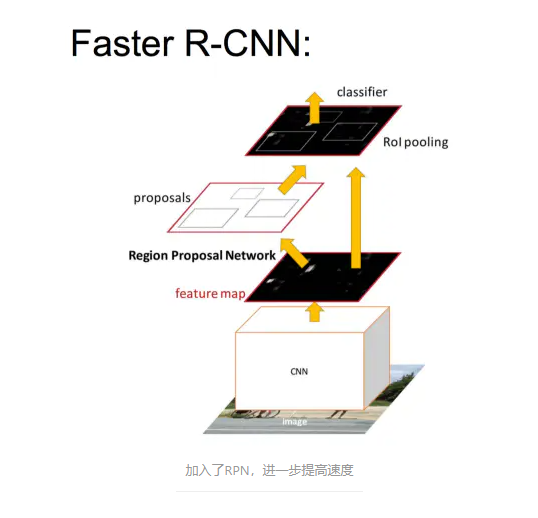 Faster R-CNN:
classifier
RoI pooling
proposals
Region Proposal Network
feature map
CNN
image
加入了RPN，进一步提高速度